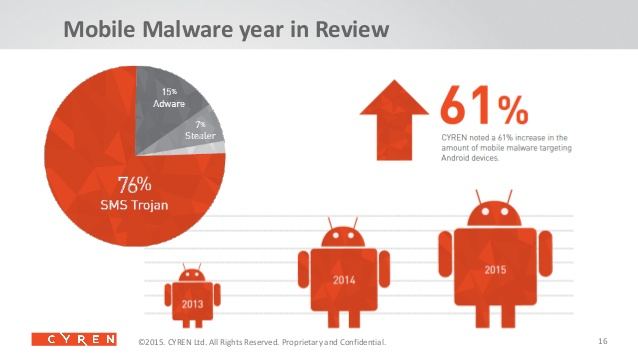 Mobile Malware year in Review
15%
Adware
7%
Stealer
76%
SMS Trojan
61%
CYREN noted a 61% increase in the
amount of mobile malware targeting
Android devices.
2013
2014
2015
CYREN
©2015. CYREN Ltd. All Rights Reserved. Proprietary and Confidential.
16